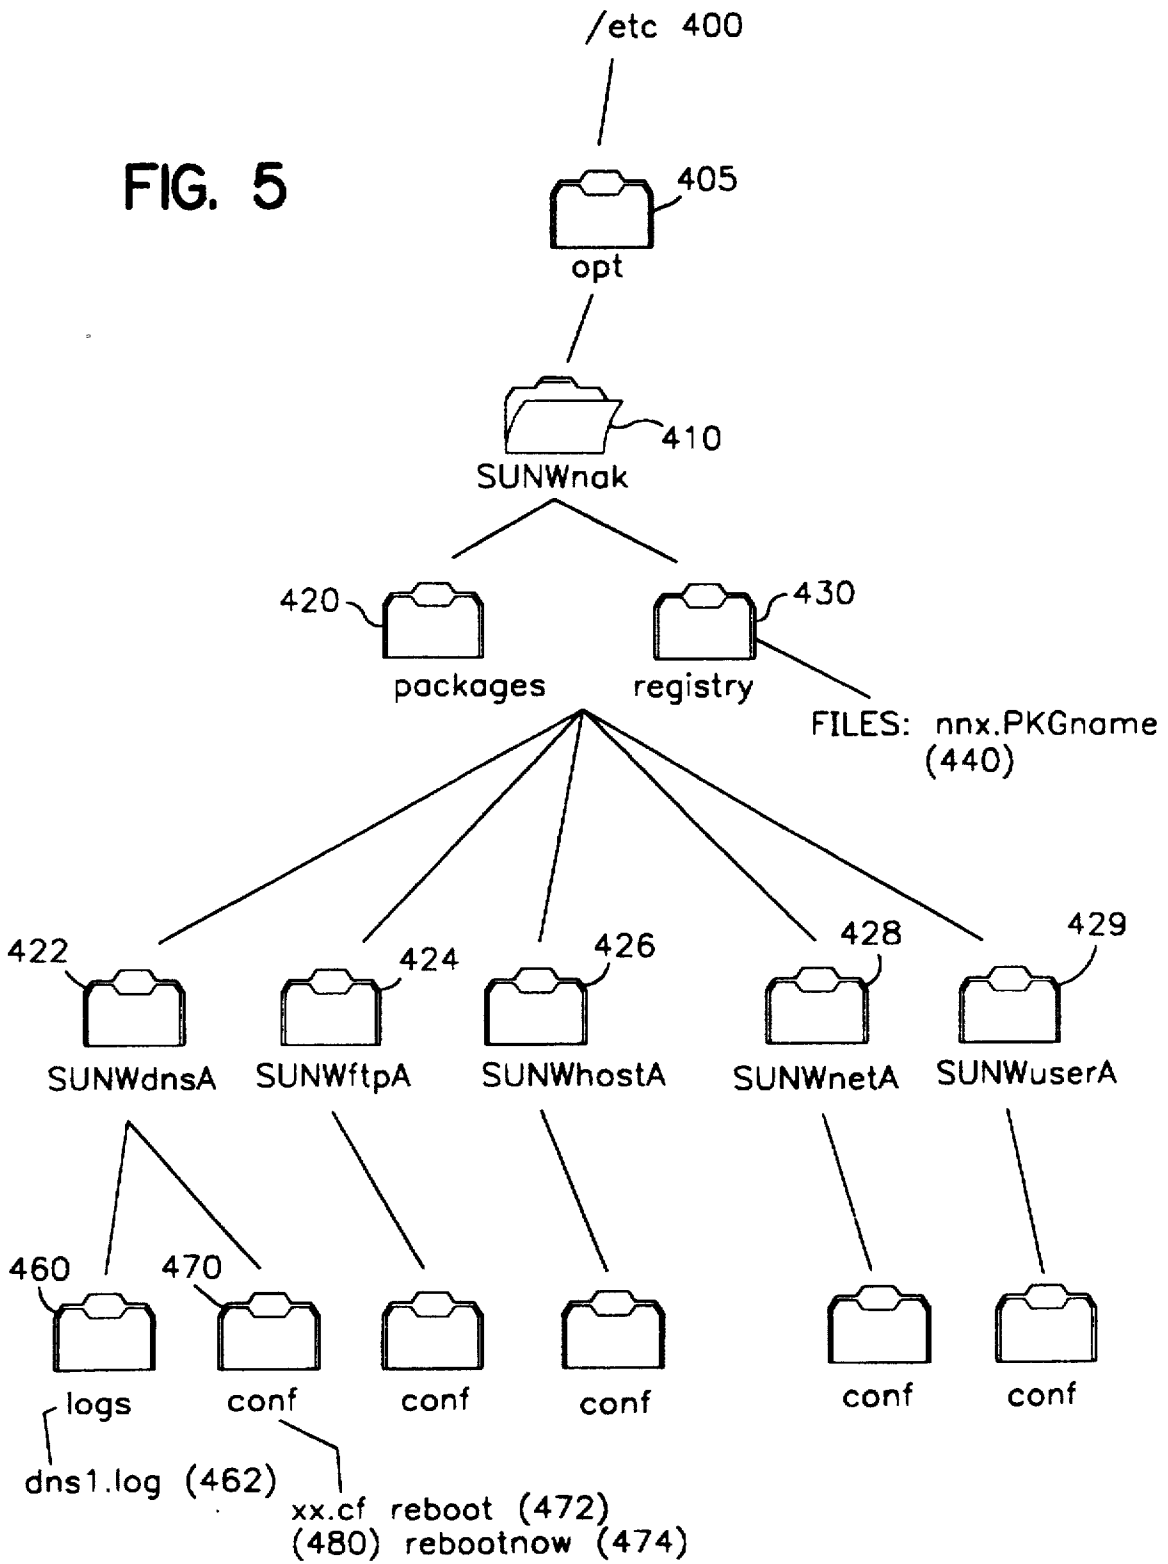 /etc 400
FIG. 5
405
opt
410
SUNWnak
420
430
packages
registry
FILES: nnx.PKGname
(440)
422
424
426
428
429
SUNWdnsA
SUNWftpA
SUNWhostA
SUNWnetA
SUNWuserA
460
470
logs
conf
conf
conf
conf
conf
dns1.log (462)
xx.cf reboot (472)
(480) rebootnow (474)